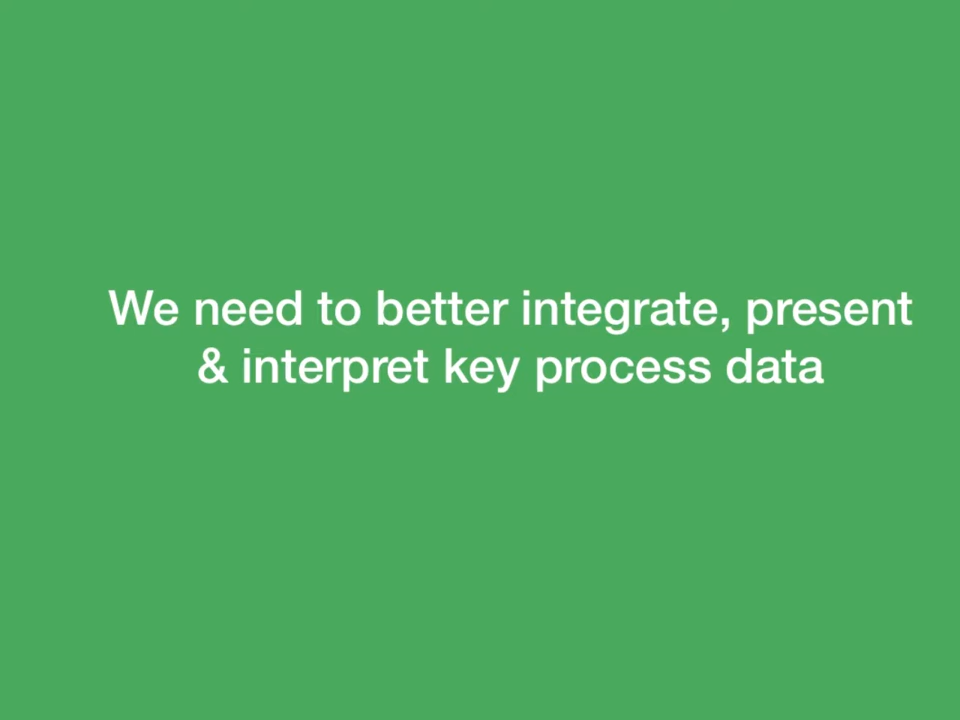 We need to better integrate, present
& interpret key process data